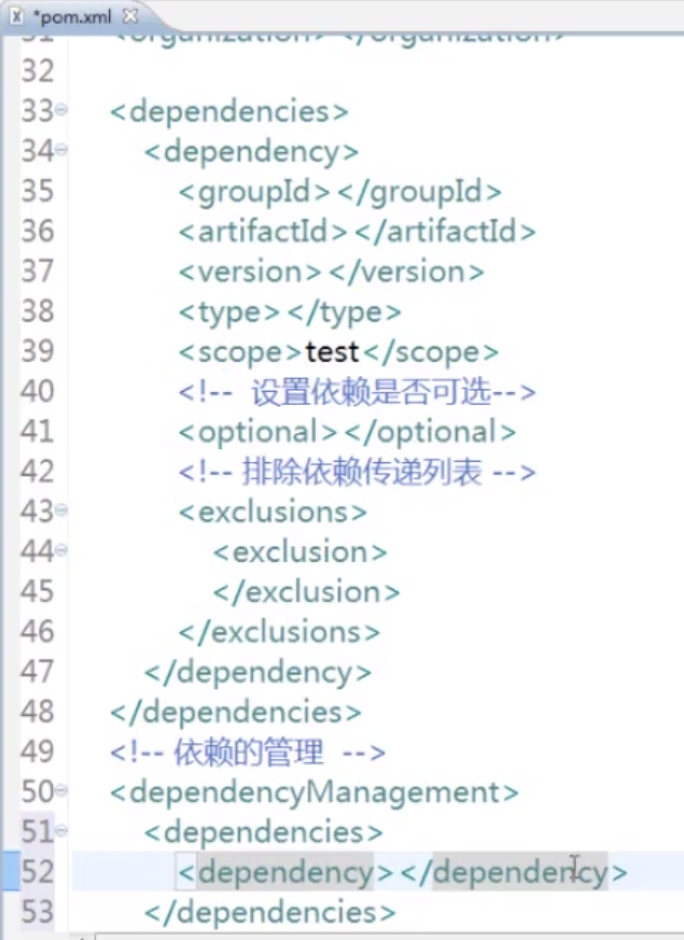 *pom.xml
31 <organization></organization>
32
33 <dependencies>
34 <dependency>
35 <groupId></groupId>
36 <artifactId></artifactId>
37 <version></version>
38 <type></type>
39 <scope>test</scope>
40 <!-- 设置依赖是否可选-->
41 <optional></optional>
42 <!-- 排除依赖传递列表 -->
43 <exclusions>
44 <exclusion>
45 </exclusion>
46 </exclusions>
47 </dependency>
48 </dependencies>
49 <!-- 依赖的管理 -->
50 <dependencyManagement>
51 <dependencies>
52 <dependency></dependency>
53 </dependencies>